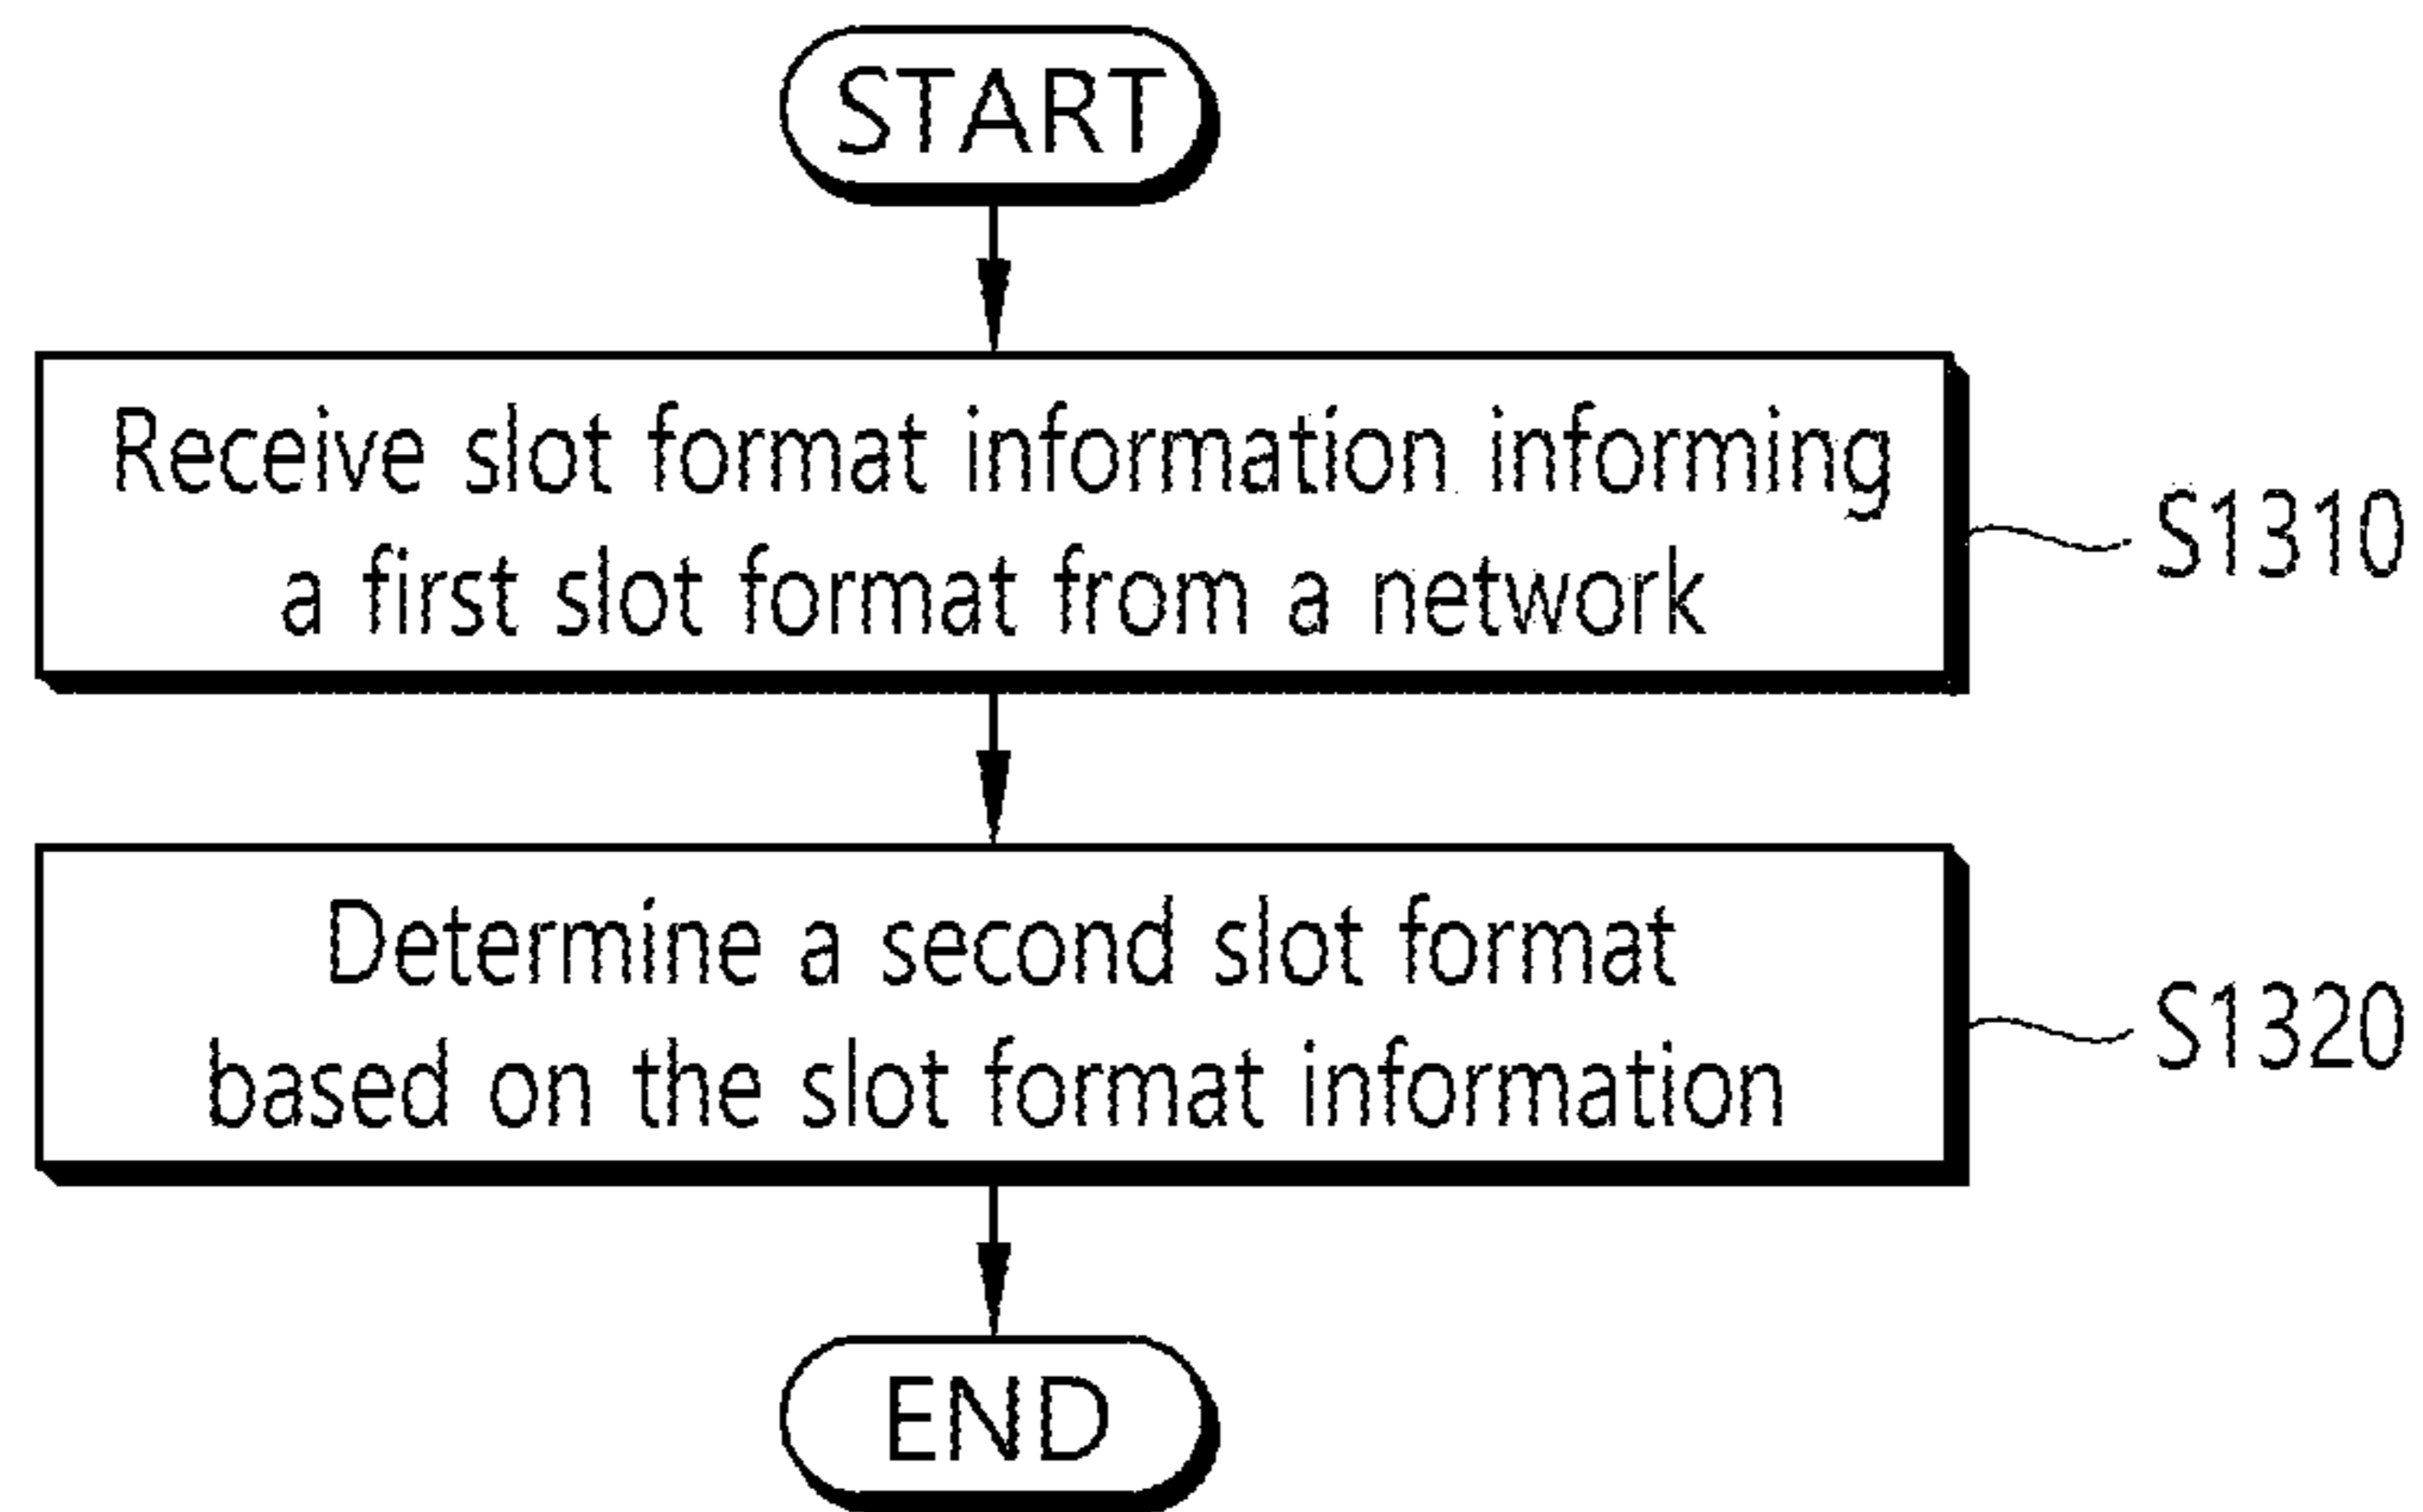 START
Receive slot format information informing
a first slot format from a network
S1310
Determine a second slot format
based on the slot format information
S1320
END